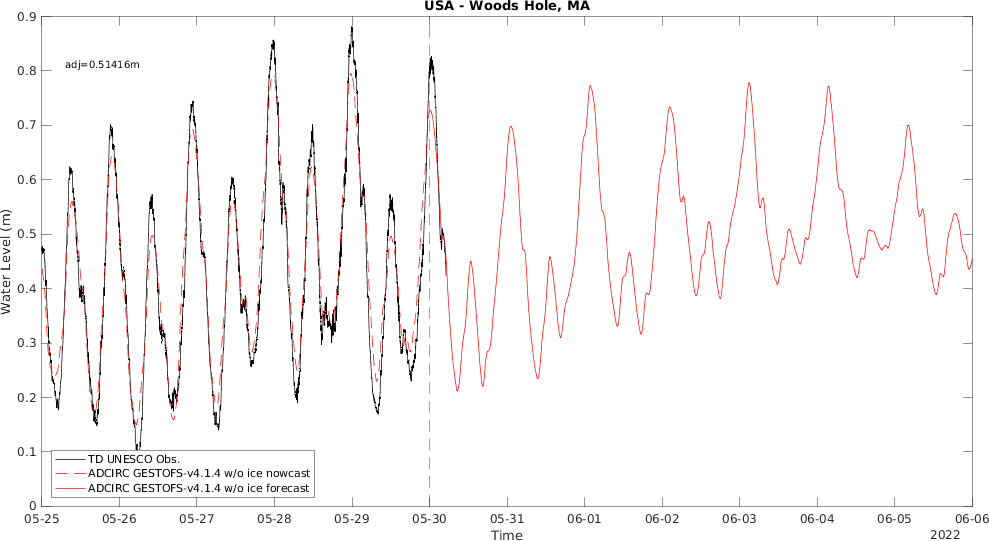 USA - Woods Hole, MA
adj=0.51416m
Water Level (m)
0.9
0.8
0.7
0.6
0.5
0.4
0.3
0.2
0.1
0
TD UNESCO Obs.
ADCIRC GESTOFS-v4.1.4 w/o ice nowcast
ADCIRC GESTOFS-v4.1.4 w/o ice forecast
05-25 05-26 05-27 05-28 05-29 05-30 05-31 06-01 06-02 06-03 06-04 06-05 06-06
Time
2022